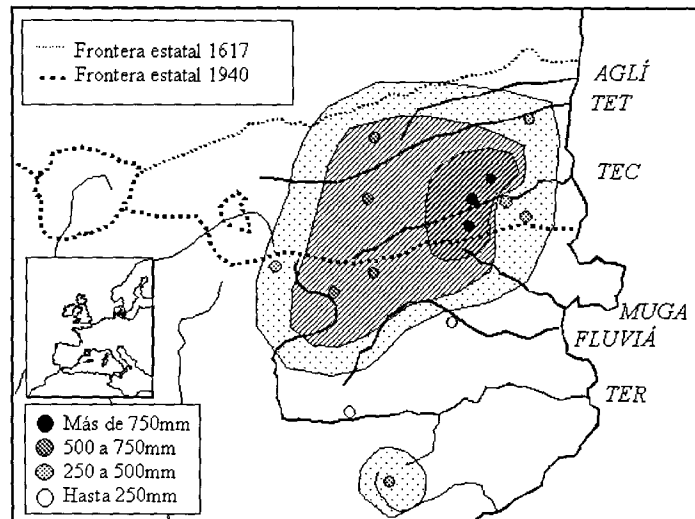 Frontera estatal 1617
Frontera estatal 1940
AGLÍ
TET
TEC
MUGA
FLUVIÁ
TER
Más de 750mm
500 a 750mm
250 a 500mm
Hasta 250mm